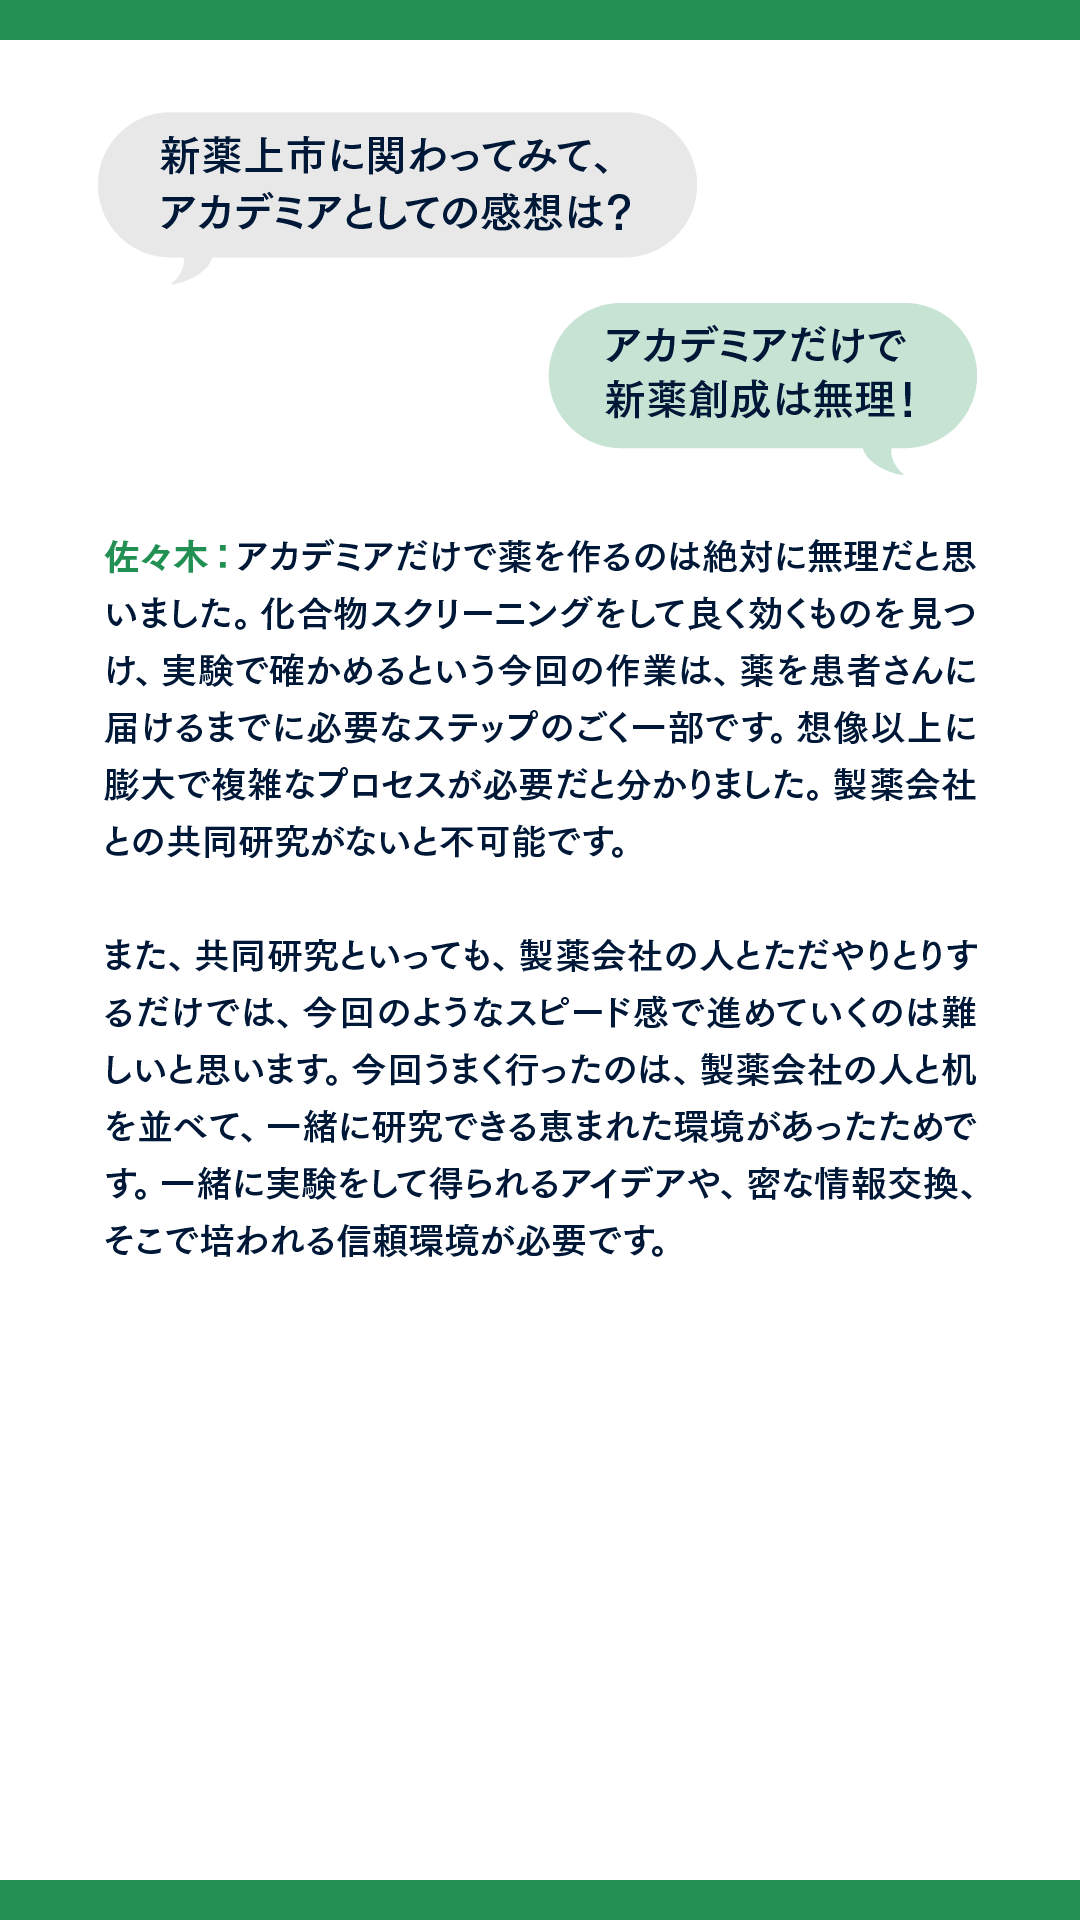 新薬上市に関わってみて、
アカデミアとしての感想は？
アカデミアだけで
新薬創成は無理！
佐々木：アカデミアだけで薬を作るのは絶対に無理だと思
いました。化合物スクリーニングをして良く効くものを見つ
け、実験で確かめるという今回の作業は、薬を患者さんに
届けるまでに必要なステップのごく一部です。想像以上に
膨大で複雑なプロセスが必要だと分かりました。製薬会社
との共同研究がないと不可能です。
また、共同研究といっても、製薬会社の人とただやりとりす
るだけでは、今回のようなスピード感で進めていくのは難
しいと思います。今回うまく行ったのは、製薬会社の人と机
を並べて、一緒に研究できる恵まれた環境があったためで
す。一緒に実験をして得られるアイデアや、密な情報交換、
そこで培われる信頼環境が必要です。